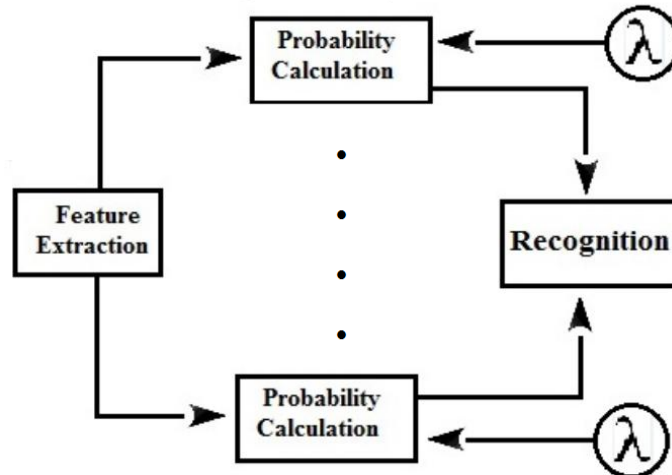 Probability
Calculation
λ
Feature
Extraction
Recognition
Probability
Calculation
λ